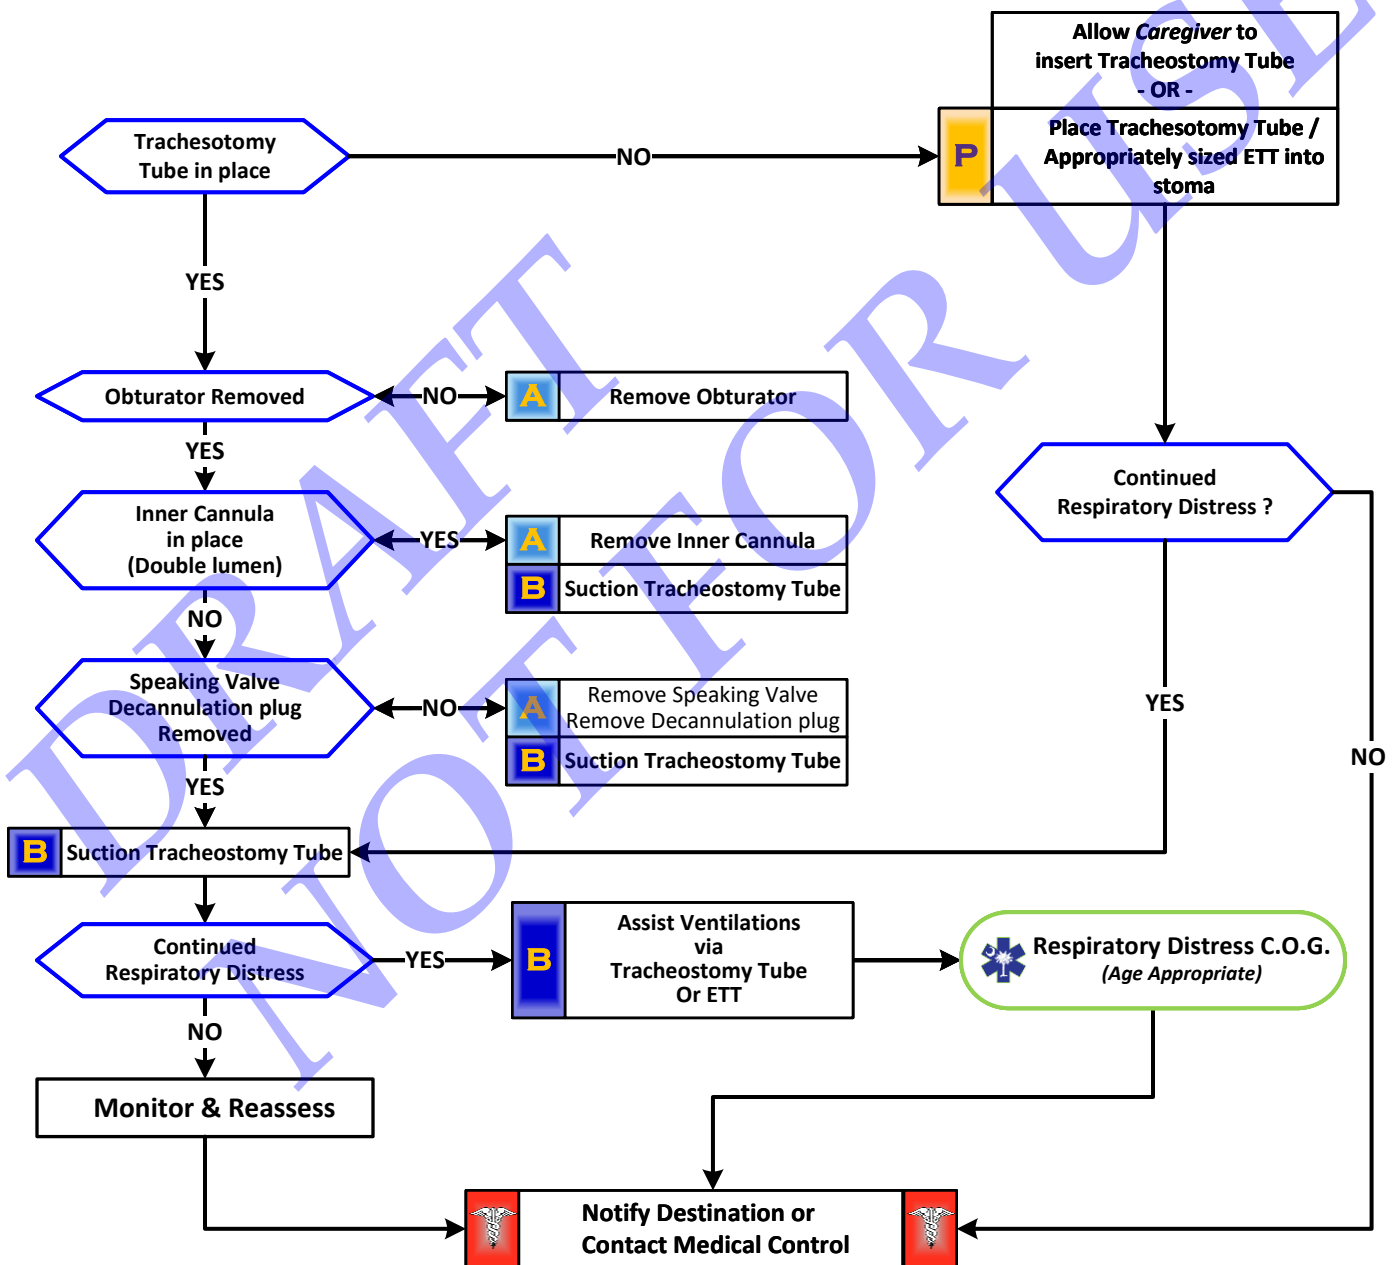 Allow Caregiver to
insert Tracheostomy Tube
- OR -
P
Place Trachesotomy Tube /
Appropriately sized ETT into
stoma
Trachesotomy
Tube in place
NO
YES
Obturator Removed
NO
A
Remove Obturator
YES
Inner Cannula
in place
(Double lumen)
YES
A
Remove Inner Cannula
B
Suction Tracheostomy Tube
NO
Speaking Valve
Decannulation plug
Removed
NO
A
Remove Speaking Valve
Remove Decannulation plug
B
Suction Tracheostomy Tube
YES
Continued
Respiratory Distress ?
YES
NO
B
Suction Tracheostomy Tube
Continued
Respiratory Distress
YES
B
Assist Ventilations
via
Tracheostomy Tube
Or ETT
Respiratory Distress C.O.G.
(Age Appropriate)
NO
Monitor & Reassess
Notify Destination or
Contact Medical Control
DRAFT
NOT FOR USE